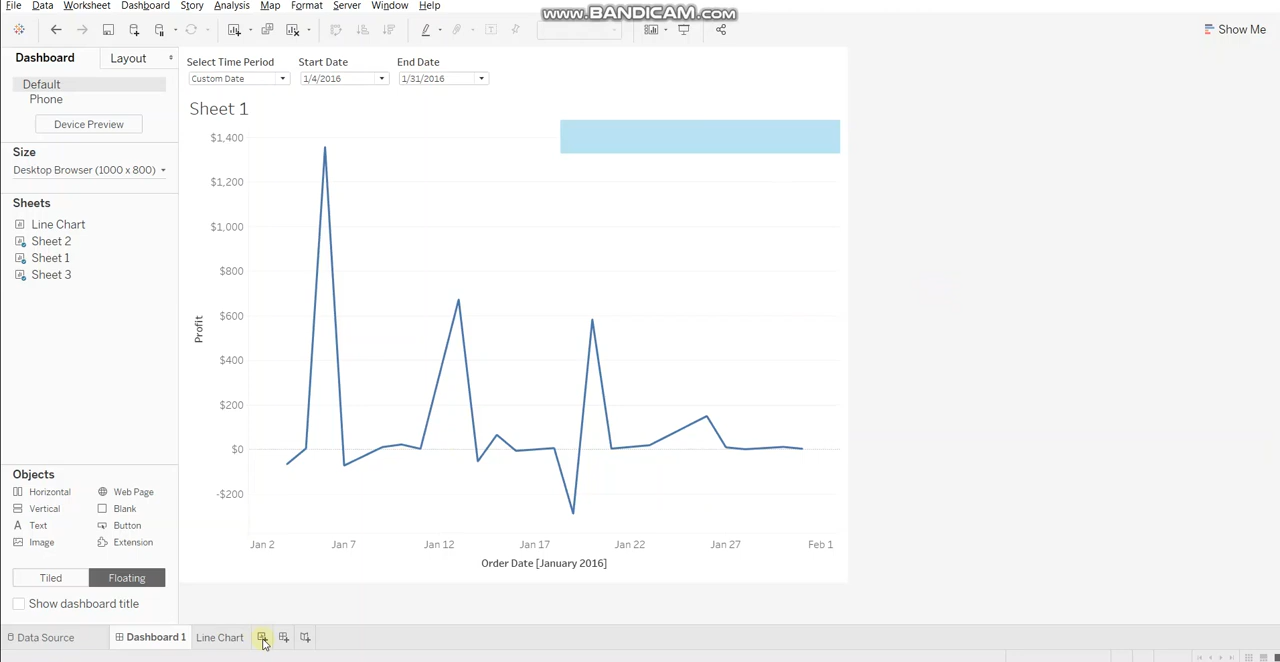 File Data Worksheet Dashboard Story Analysis Map Format Server Window Help
www.BANDICAM.com
Show Me
Dashboard Layout
Default
Phone
Device Preview
Size
Desktop Browser (1000 x 800)
Sheets
Line Chart
Sheet 2
Sheet 1
Sheet 3
Objects
Horizontal Web Page
Vertical Blank
Text Button
Image Extension
Tiled Floating
Show dashboard title
Select Time Period Start Date End Date
Custom Date 1/4/2016 1/31/2016
Sheet 1
$1,400
$1,200
$1,000
$800
$600
$400
$200
$0
-$200
Profit
Jan 2 Jan 7 Jan 12 Jan 17 Jan 22 Jan 27 Feb 1
Order Date [January 2016]
Data Source Dashboard 1 Line Chart